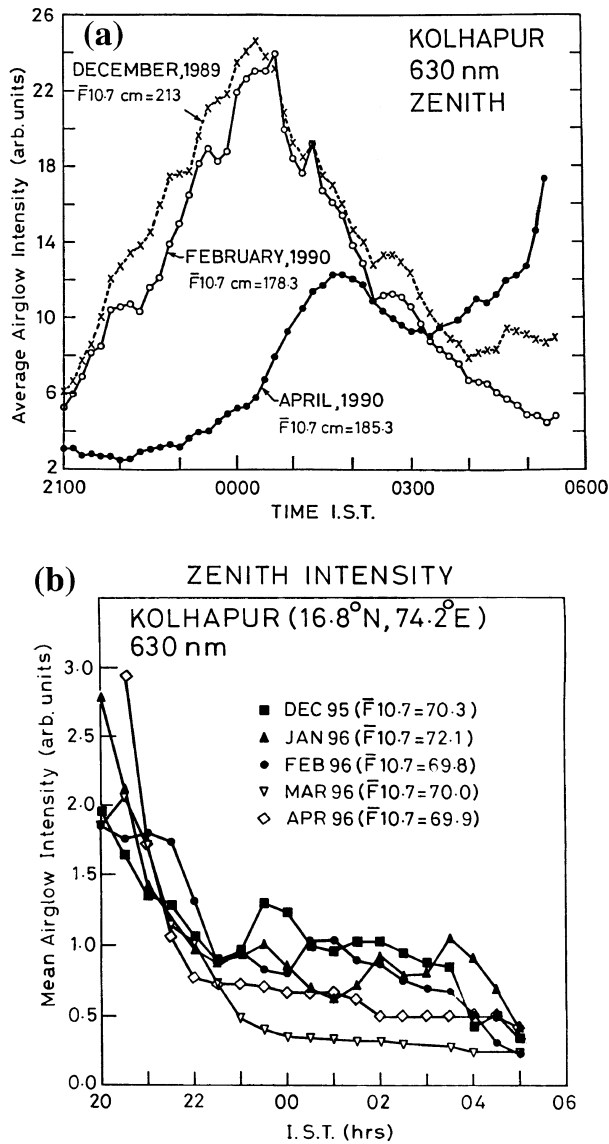 (a)
KOLHAPUR
630 nm
ZENITH
DECEMBER,1989
F̄10.7 cm=213
FEBRUARY,1990
F̄10.7 cm=178.3
APRIL,1990
F̄10.7 cm=185.3
Average Airglow Intensity (arb. units)
26
22
18
14
10
6
2
2100
0000
0300
0600
TIME I.S.T.
(b)
ZENITH INTENSITY
KOLHAPUR (16.8°N, 74.2°E)
630 nm
DEC 95 (F̄10.7=70.3)
JAN 96 (F̄10.7=72.1)
FEB 96 (F̄10.7=69.8)
MAR 96 (F̄10.7=70.0)
APR 96 (F̄10.7=69.9)
Mean Airglow Intensity (arb. units)
3.0
2.5
2.0
1.5
1.0
0.5
0.0
20
22
00
02
04
06
I.S.T. (hrs)